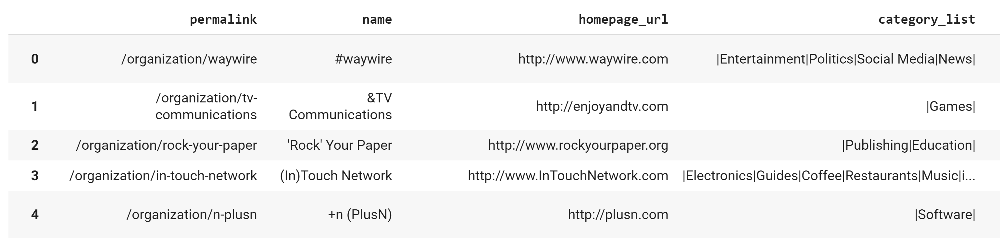 permalink name homepage_url category_list
0 /organization/waywire #waywire http://www.waywire.com |Entertainment|Politics|Social Media|News|
1 /organization/tv-communications &TV Communications http://enjoyandtv.com |Games|
2 /organization/rock-your-paper 'Rock' Your Paper http://www.rockyourpaper.org |Publishing|Education|
3 /organization/in-touch-network (In)Touch Network http://www.InTouchNetwork.com |Electronics|Guides|Coffee|Restaurants|Music|i...
4 /organization/n-plusn +n (PlusN) http://plusn.com |Software|